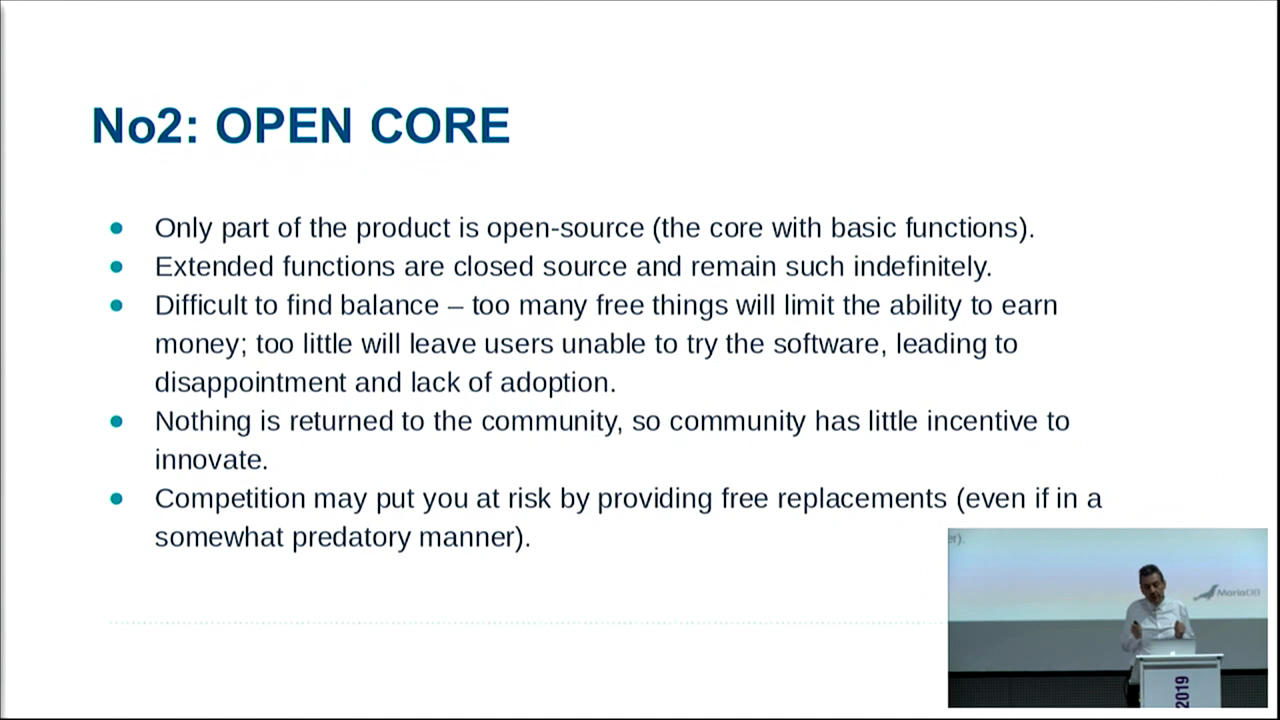 No2: OPEN CORE
● Only part of the product is open-source (the core with basic functions).
● Extended functions are closed source and remain such indefinitely.
● Difficult to find balance – too many free things will limit the ability to earn
money; too little will leave users unable to try the software, leading to
disappointment and lack of adoption.
● Nothing is returned to the community, so community has little incentive to
innovate.
● Competition may put you at risk by providing free replacements (even if in a
somewhat predatory manner).
er).
MariaDB
2019